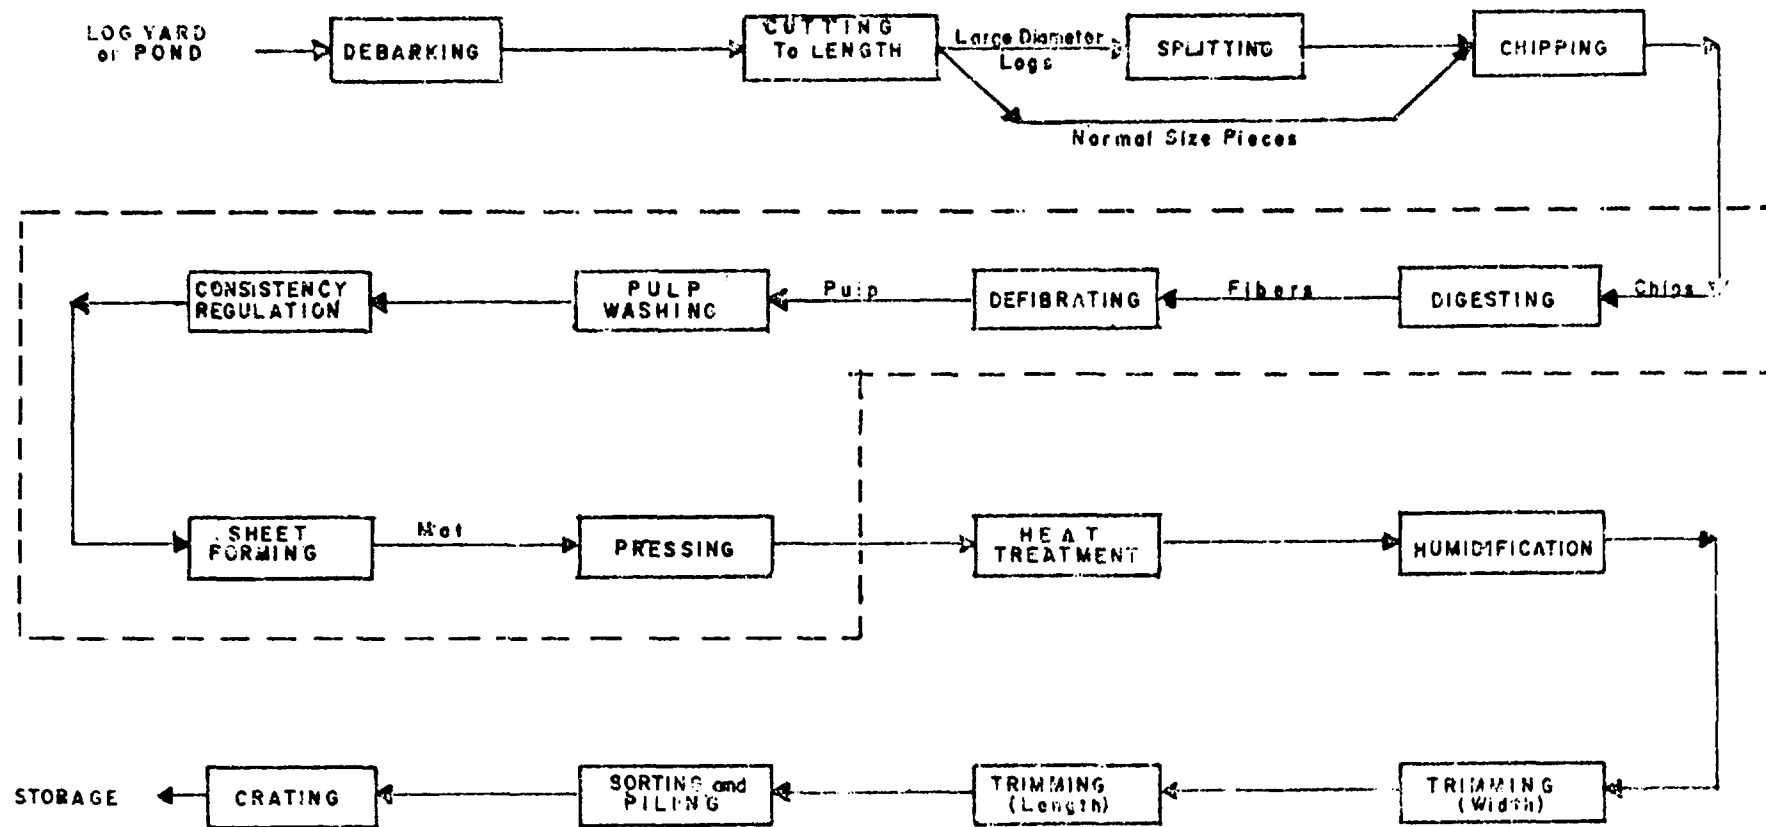 LOG YARD
or POND
DEBARKING
CUTTING
To LENGTH
Large Diameter
Logs
SPLITTING
CHIPPING
Normal Size Pieces
CONSISTENCY
REGULATION
PULP
WASHING
Pulp
DEFIBRATING
Fibers
DIGESTING
Chips
SHEET
FORMING
Mat
PRESSING
HEAT
TREATMENT
HUMIDIFICATION
STORAGE
CRATING
SORTING and
PILING
TRIMMING
(Length)
TRIMMING
(Width)